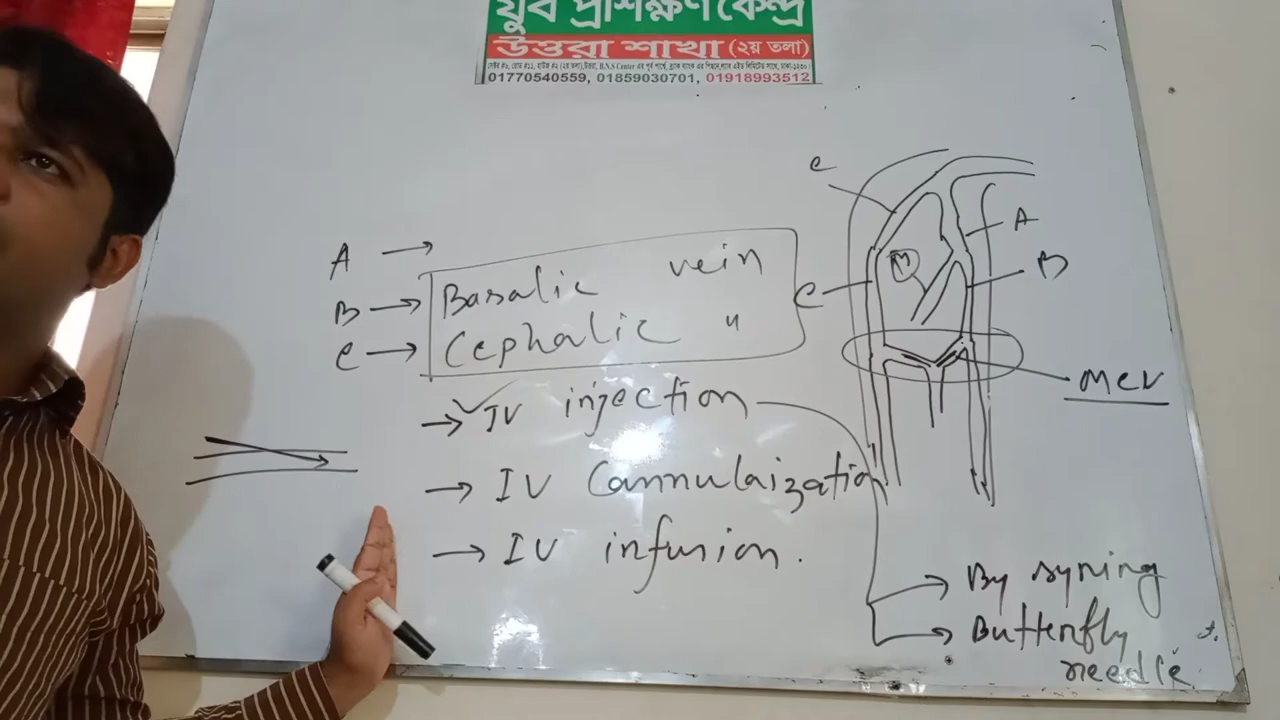 যুব প্রশিক্ষণ কেন্দ্র
উত্তরা শাখা (২য় তলা)
01770540559, 01859030701, 01918993512
A →
B → Basalic vein
C → Cephalic "
→ IV injection
→ IV Cannulaization
→ IV infusion.
C
A
M
B
C
MCV
By syring
Butterfly
needle